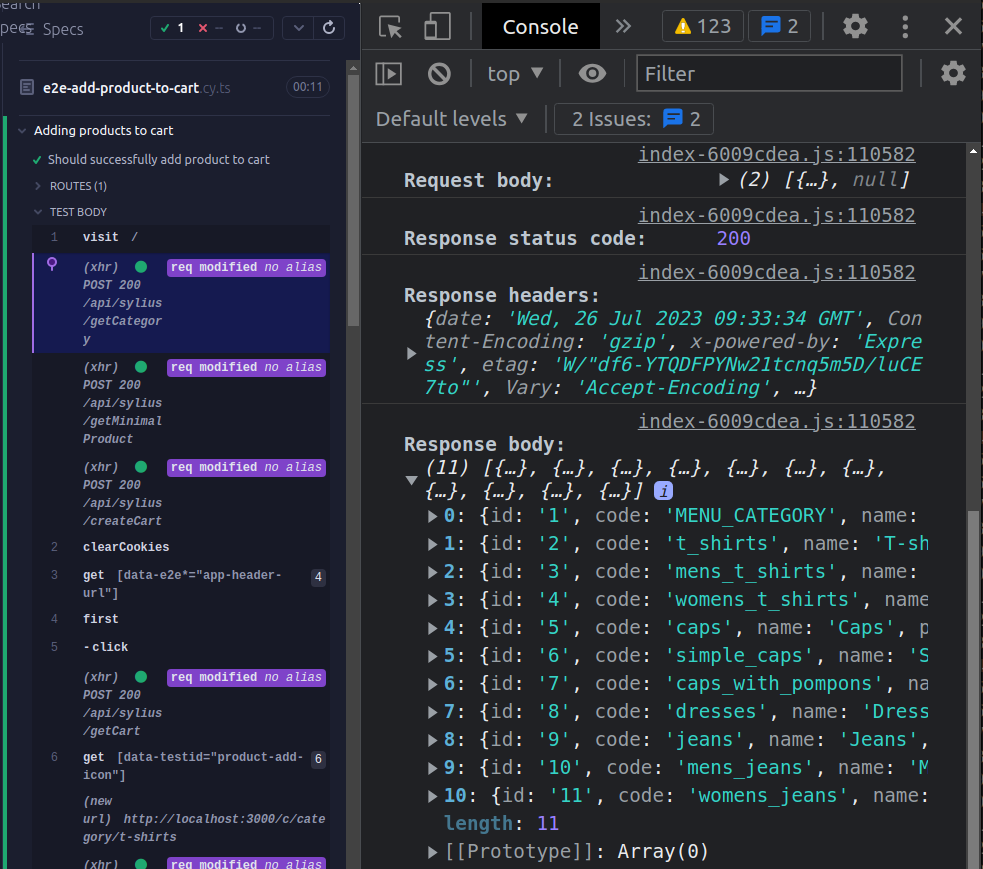 search
Specs
1 -- --
e2e-add-product-to-cart.cy.ts 00:11
Adding products to cart
Should successfully add product to cart
ROUTES (1)
TEST BODY
1 visit /
(xhr) req modified no alias
POST 200
/api/sylius
/getCategor
y
(xhr) req modified no alias
POST 200
/api/sylius
/getMinimal
Product
(xhr) req modified no alias
POST 200
/api/sylius
/createCart
2 clearCookies
3 get [data-e2e*="app-header- 4
url"]
4 first
5 -click
(xhr) req modified no alias
POST 200
/api/sylius
/getCart
6 get [data-testid="product-add- 6
icon"]
(new
url) http://localhost:3000/c/cate
gory/t-shirts
(xhr) req modified no alias
Console 123 2
top Filter
Default levels 2 Issues: 2
index-6009cdea.js:110582
Request body: (2) [{…}, null]
index-6009cdea.js:110582
Response status code: 200
index-6009cdea.js:110582
Response headers:
{date: 'Wed, 26 Jul 2023 09:33:34 GMT', Con
tent-Encoding: 'gzip', x-powered-by: 'Expre
ss', etag: 'W/"df6-YTQDFPYNw21tcnq5m5D/luCE
7to"', Vary: 'Accept-Encoding', …}
index-6009cdea.js:110582
Response body:
(11) [{…}, {…}, {…}, {…}, {…}, {…}, {…},
{…}, {…}, {…}, {…}] i
0: {id: '1', code: 'MENU_CATEGORY', name:
1: {id: '2', code: 't_shirts', name: 'T-sh
2: {id: '3', code: 'mens_t_shirts', name:
3: {id: '4', code: 'womens_t_shirts', name
4: {id: '5', code: 'caps', name: 'Caps', p
5: {id: '6', code: 'simple_caps', name: 'S
6: {id: '7', code: 'caps_with_pompons', na
7: {id: '8', code: 'dresses', name: 'Dress
8: {id: '9', code: 'jeans', name: 'Jeans',
9: {id: '10', code: 'mens_jeans', name: 'M
10: {id: '11', code: 'womens_jeans', name:
length: 11
[[Prototype]]: Array(0)